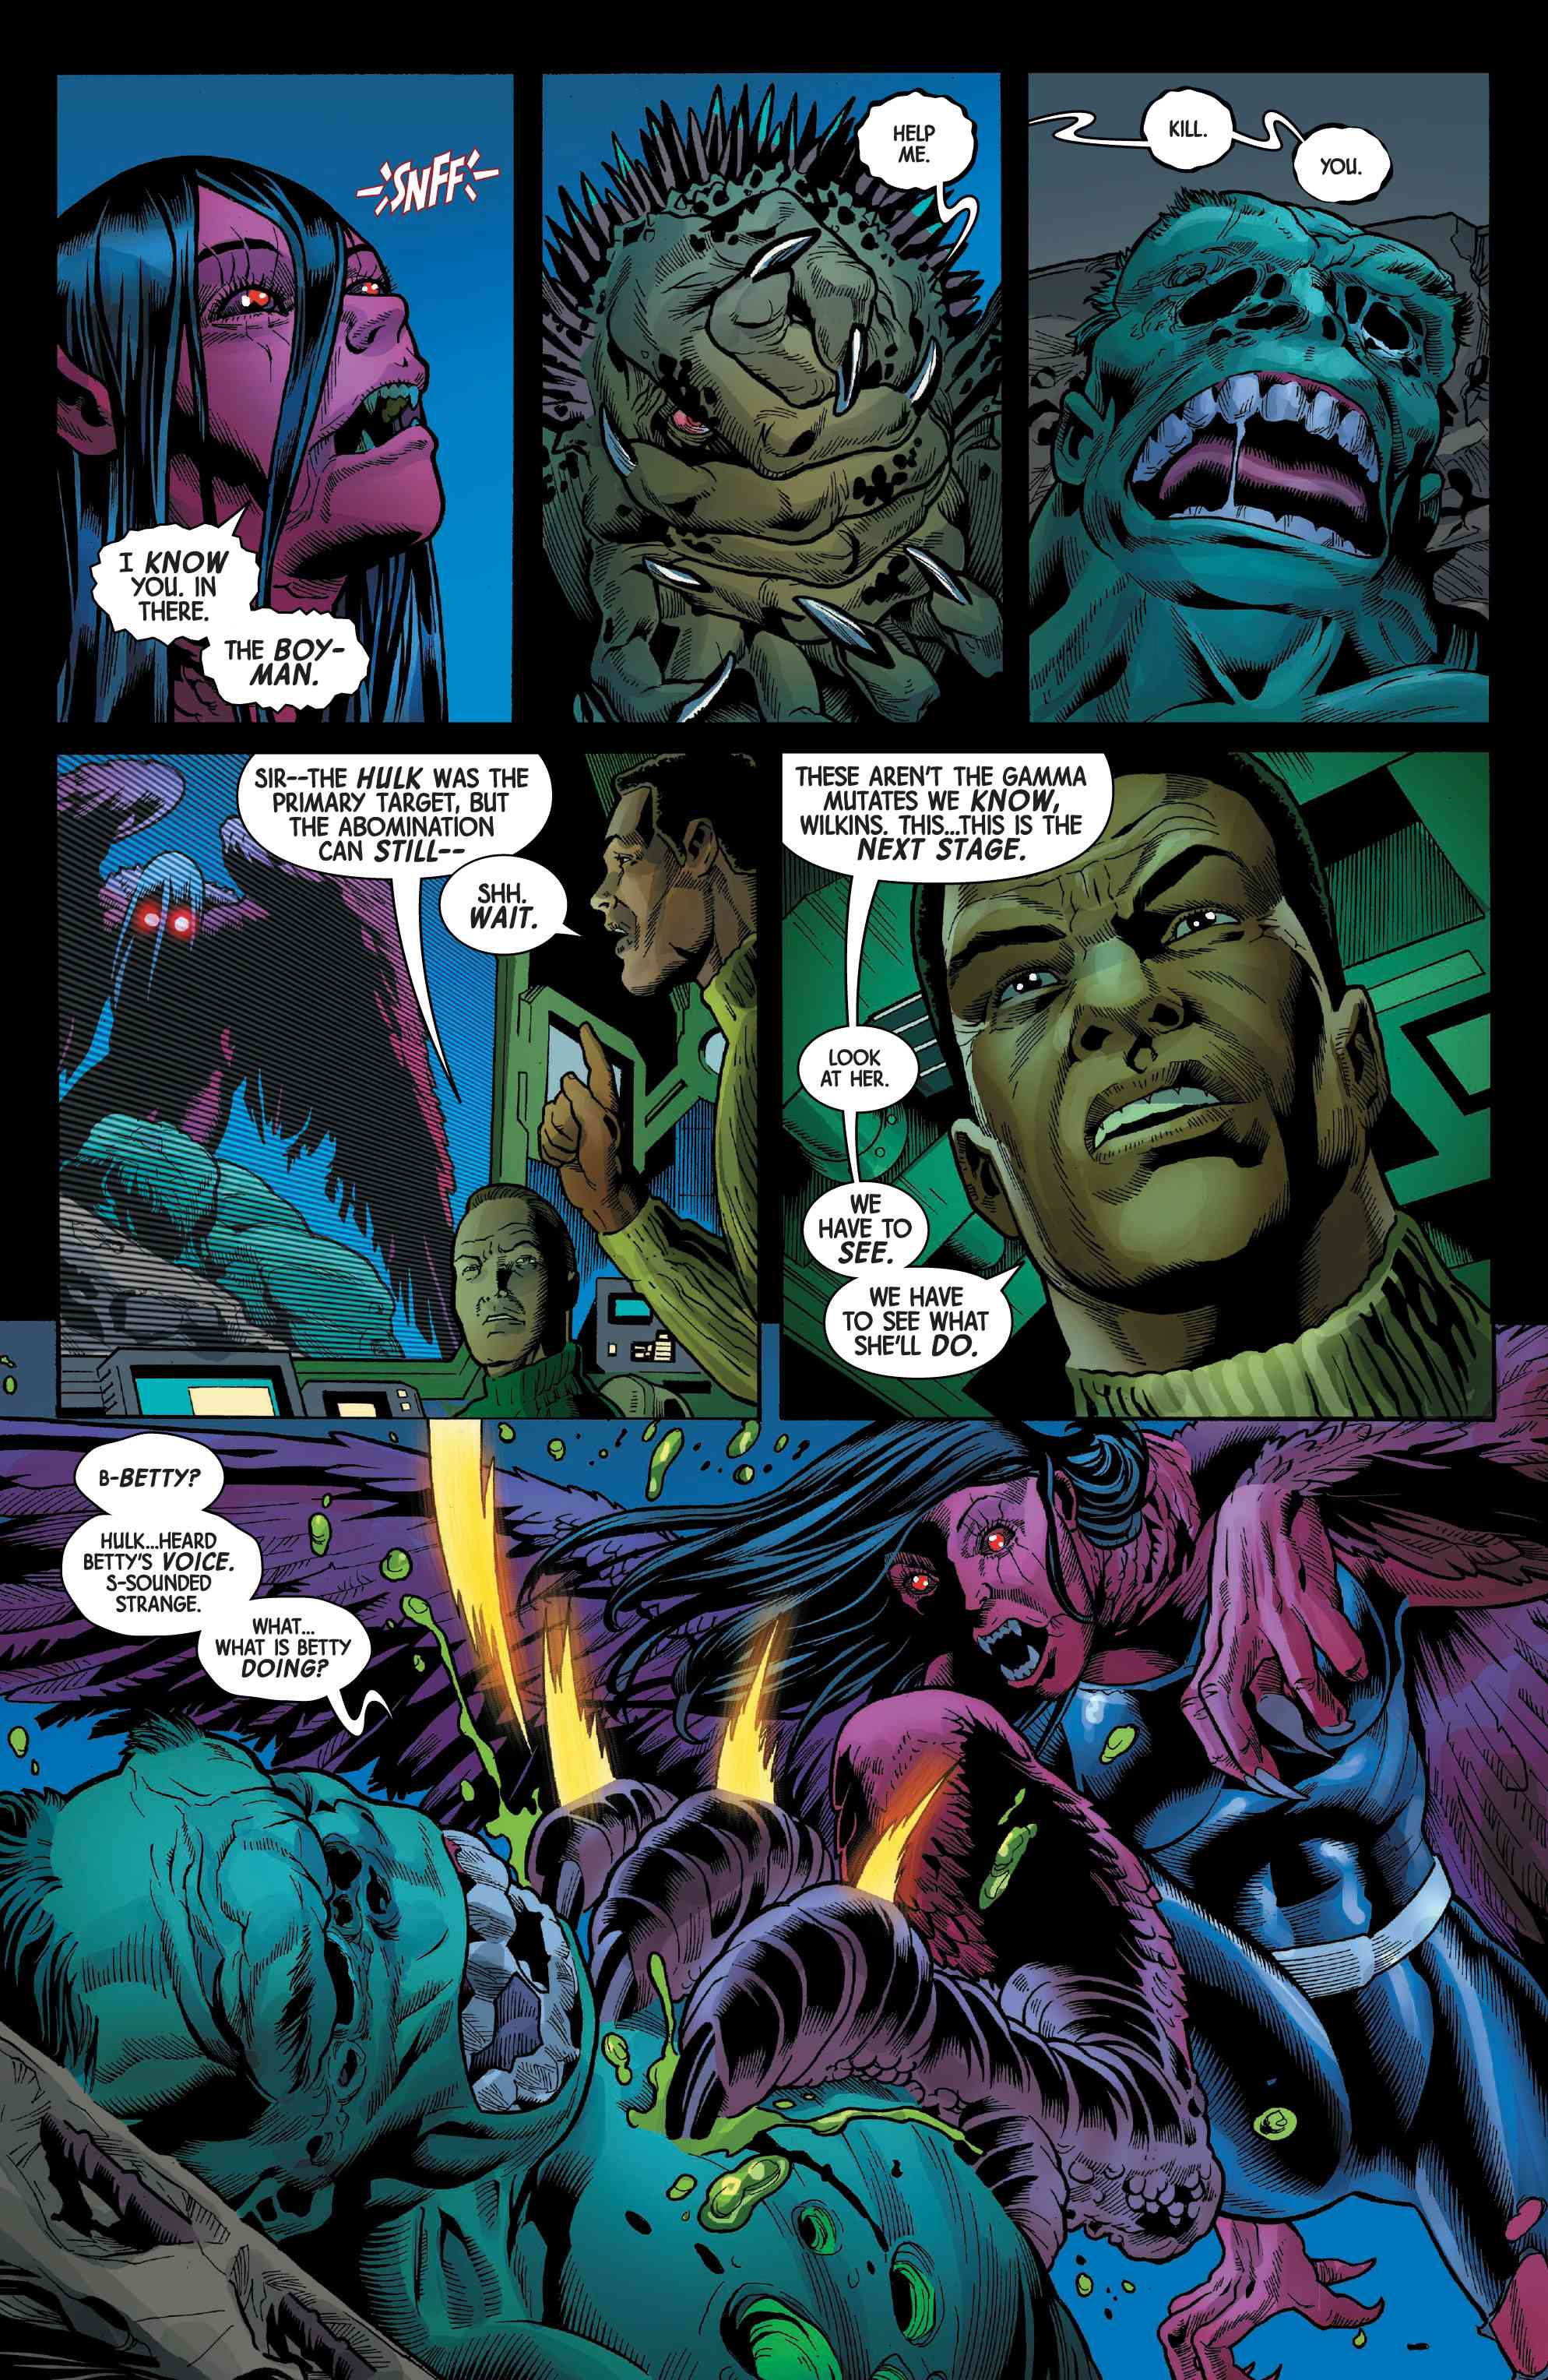 SNFF
I KNOW
YOU. IN
THERE.
THE BOY-
MAN.
HELP
ME.
KILL.
YOU.
SIR--THE HULK WAS THE
PRIMARY TARGET, BUT
THE ABOMINATION
CAN STILL--
SHH.
WAIT.
THESE AREN'T THE GAMMA
MUTATES WE KNOW,
WILKINS. THIS...THIS IS THE
NEXT STAGE.
LOOK
AT HER.
WE
HAVE TO
SEE.
WE HAVE
TO SEE WHAT
SHE'LL DO.
B-BETTY?
HULK...HEARD
BETTY'S VOICE.
S-SOUNDED
STRANGE.
WHAT...
WHAT IS BETTY
DOING?